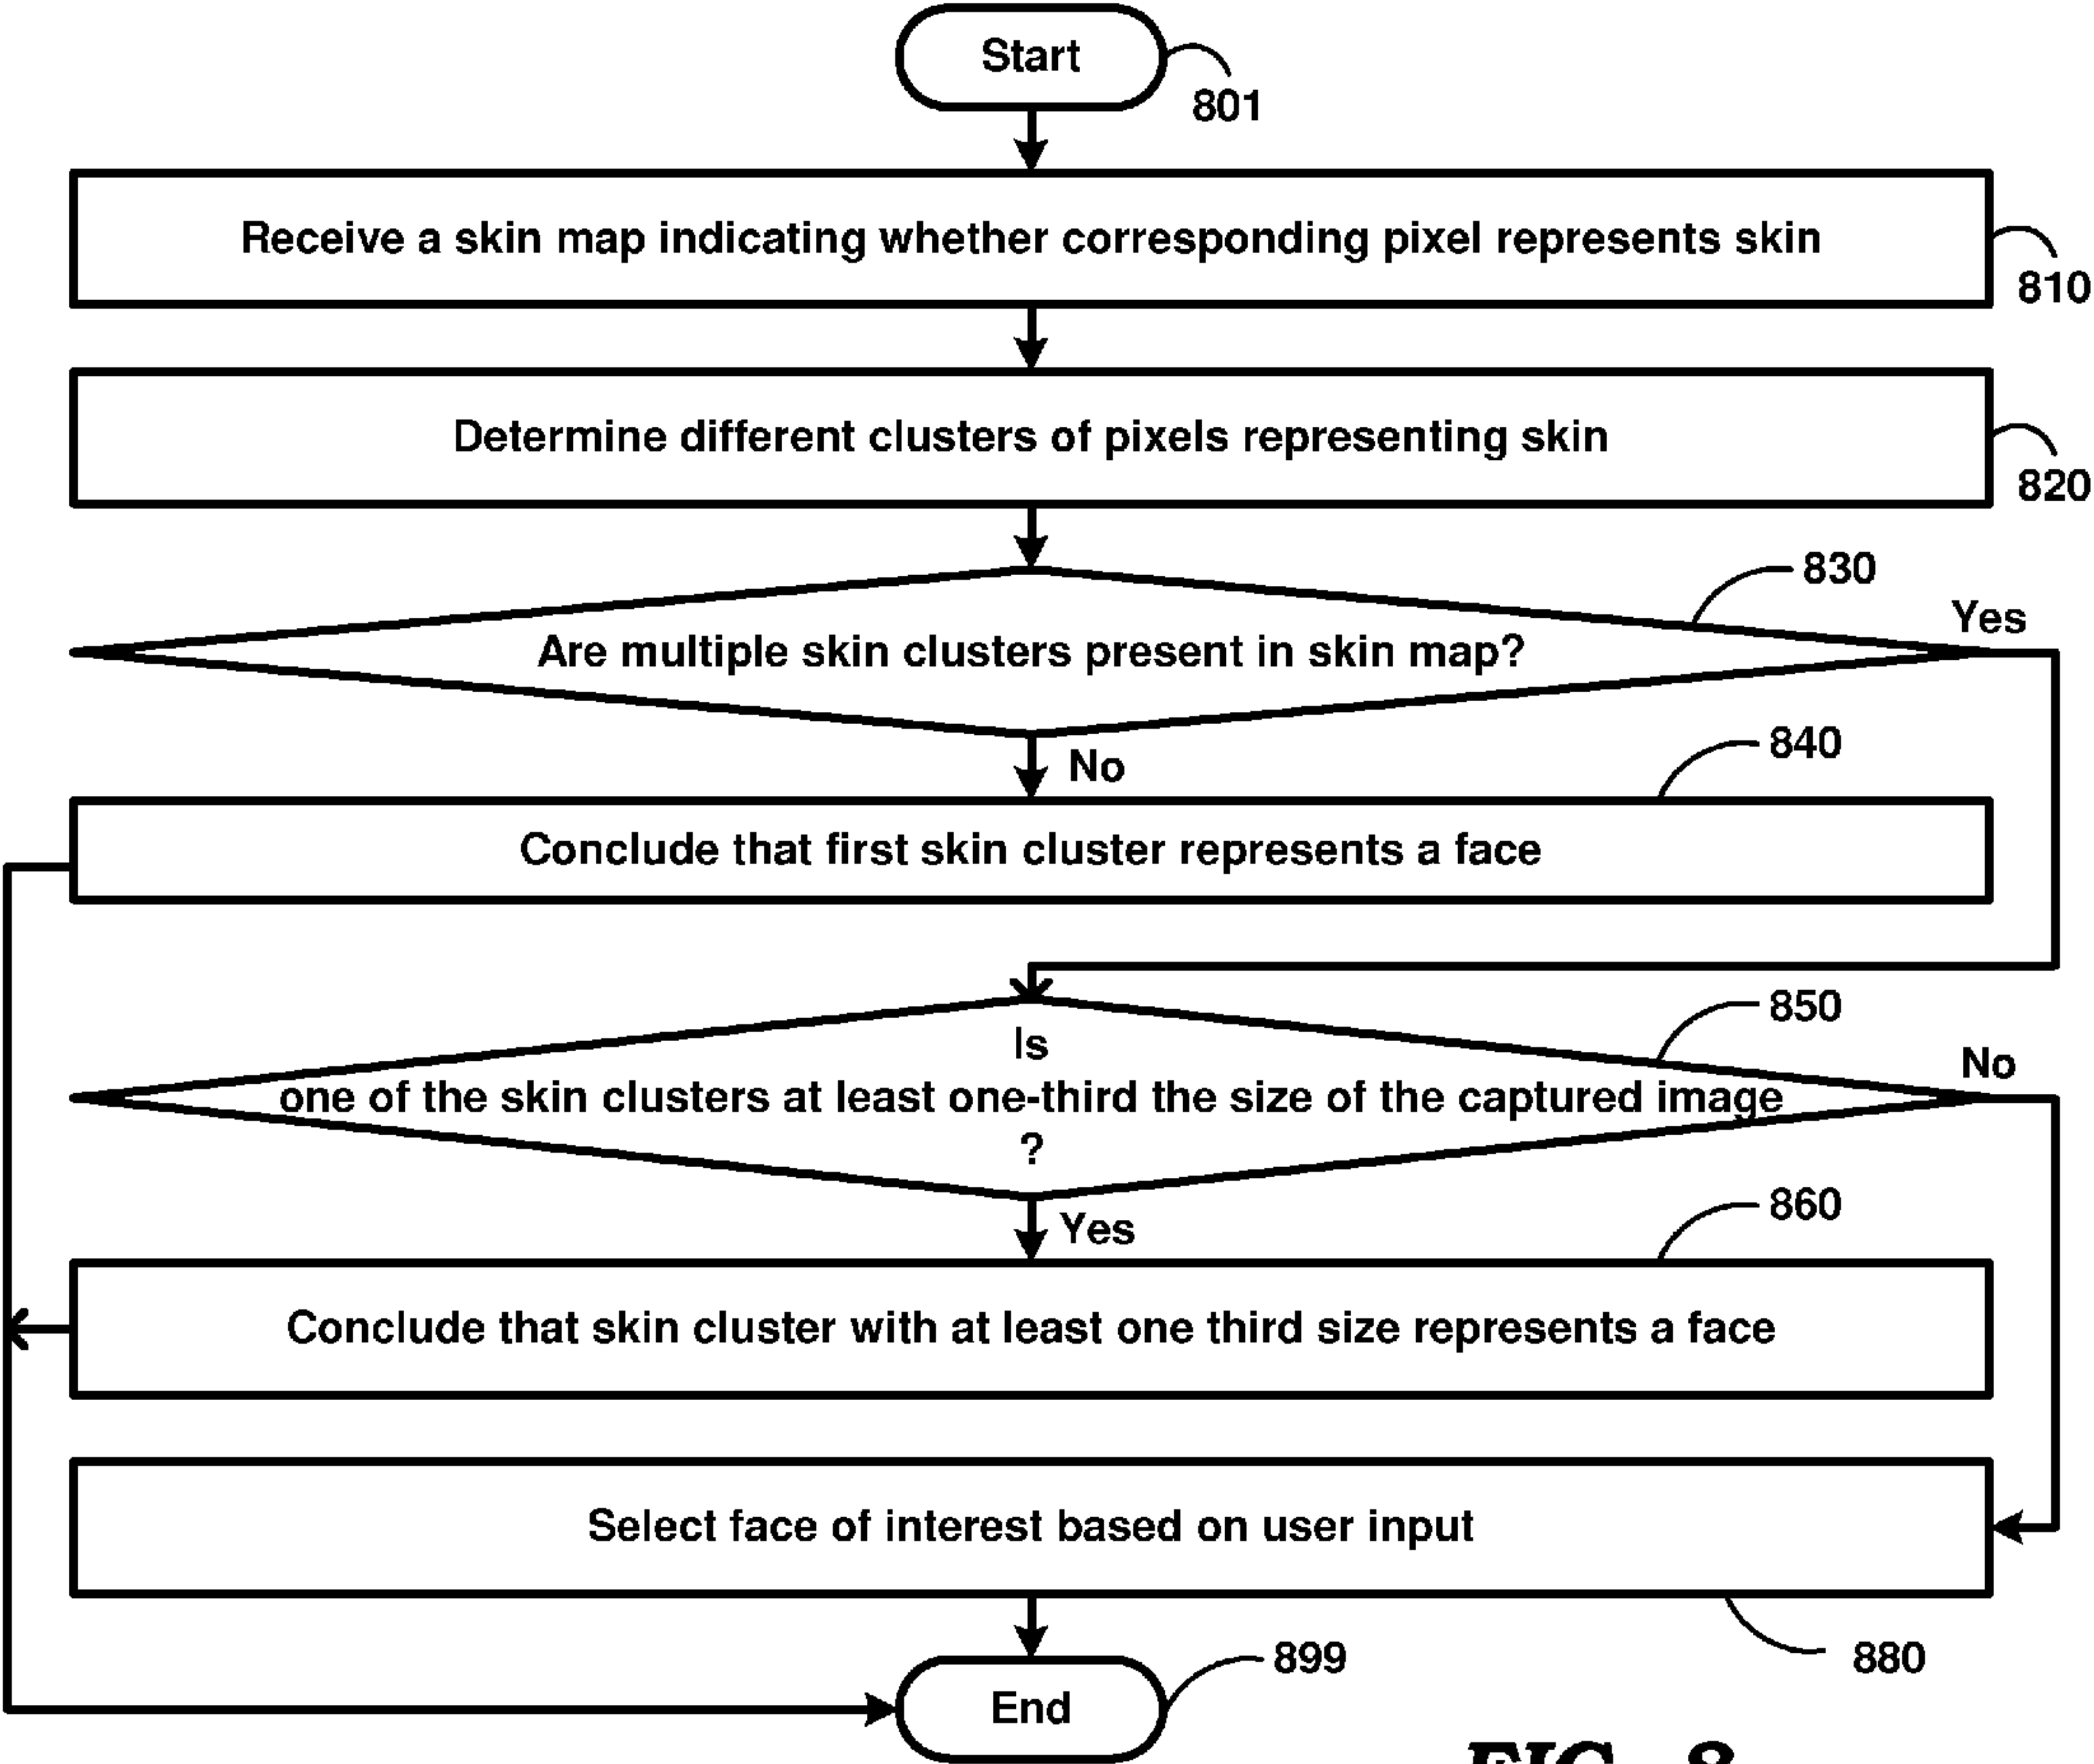 Start
801
Receive a skin map indicating whether corresponding pixel represents skin
810
Determine different clusters of pixels representing skin
820
830
Yes
Are multiple skin clusters present in skin map?
No
840
Conclude that first skin cluster represents a face
850
Is
No
one of the skin clusters at least one-third the size of the captured image
?
860
Yes
Conclude that skin cluster with at least one third size represents a face
Select face of interest based on user input
880
899
End
FIG. 8